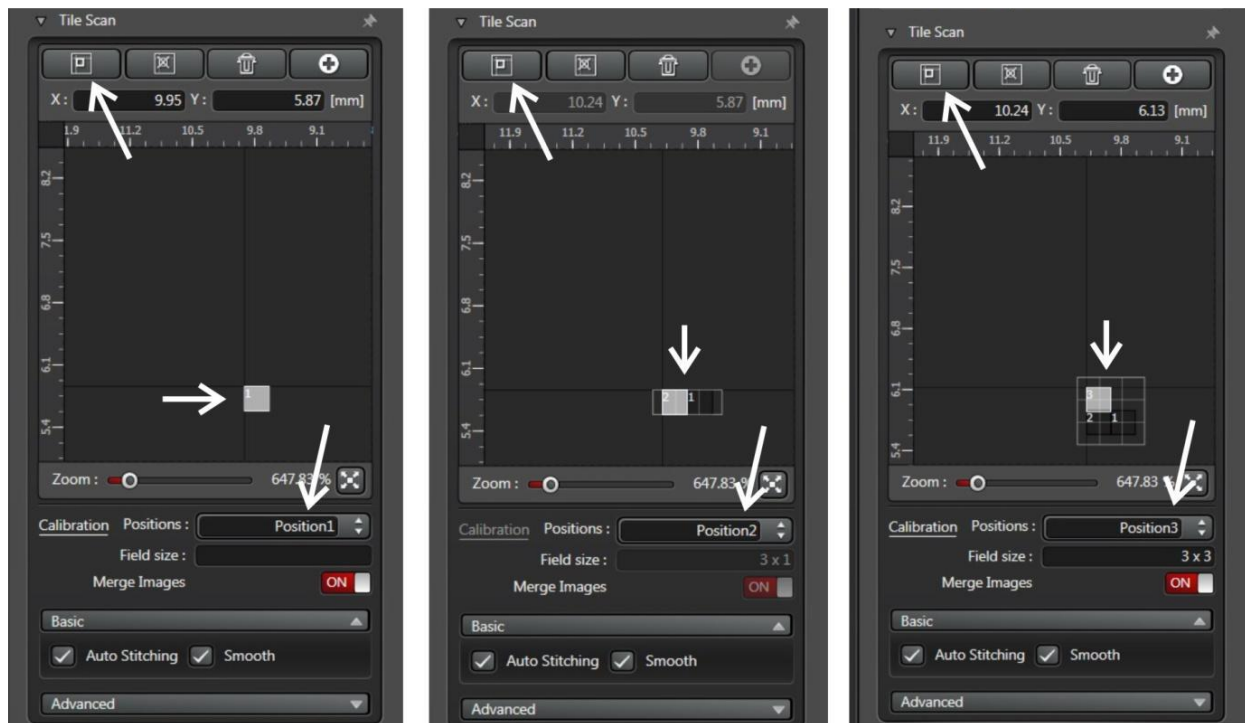 Tile Scan
X : 9.95 Y : 5.87 [mm]
1.9 11.2 10.5 9.8 9.1
8.2
7.5
6.8
6.1
5.4
1
Zoom : 647.83 %
Calibration Positions : Position1
Field size :
Merge Images ON
Basic
Auto Stitching Smooth
Advanced
Tile Scan
X : 10.24 Y : 5.87 [mm]
11.9 11.2 10.5 9.8 9.1
8.2
7.5
6.8
6.1
5.4
2 1
Zoom : 647.83 %
Calibration Positions : Position2
Field size : 3 x 1
Merge Images ON
Basic
Auto Stitching Smooth
Advanced
Tile Scan
X : 10.24 Y : 6.13 [mm]
11.9 11.2 10.5 9.8 9.1
8.2
7.5
6.8
6.1
5.4
3
2 1
Zoom : 647.83 %
Calibration Positions : Position3
Field size : 3 x 3
Merge Images ON
Basic
Auto Stitching Smooth
Advanced